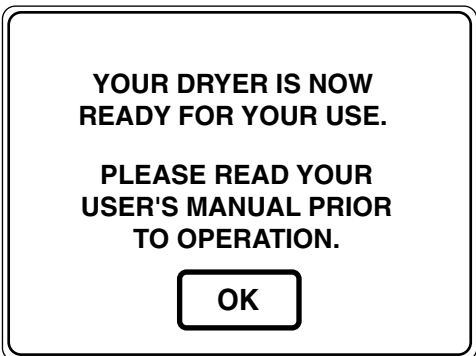 YOUR DRYER IS NOW
READY FOR YOUR USE.
PLEASE READ YOUR
USER'S MANUAL PRIOR
TO OPERATION.
OK